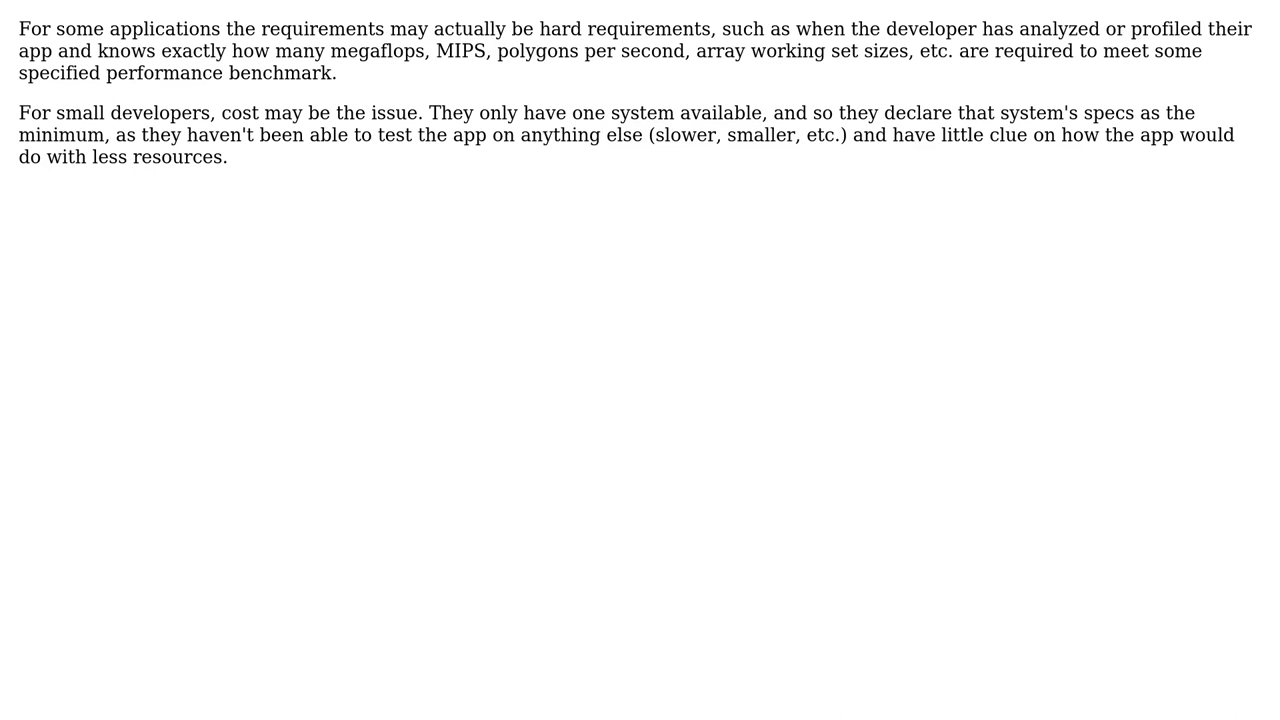 For some applications the requirements may actually be hard requirements, such as when the developer has analyzed or profiled their
app and knows exactly how many megaflops, MIPS, polygons per second, array working set sizes, etc. are required to meet some
specified performance benchmark.
For small developers, cost may be the issue. They only have one system available, and so they declare that system's specs as the
minimum, as they haven't been able to test the app on anything else (slower, smaller, etc.) and have little clue on how the app would
do with less resources.